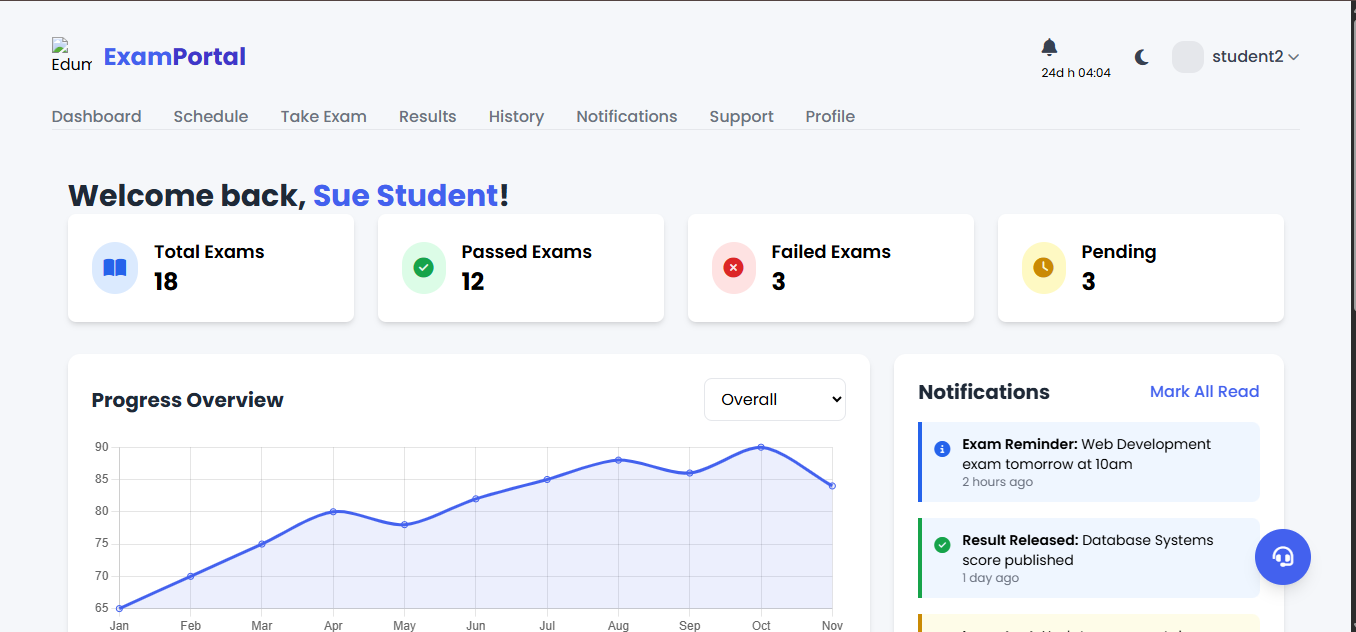 Edum
ExamPortal
24d h 04:04
student2
Dashboard Schedule Take Exam Results History Notifications Support Profile
Welcome back, Sue Student!
Total Exams
18
Passed Exams
12
Failed Exams
3
Pending
3
Progress Overview
Overall
90
85
80
75
70
65
Jan Feb Mar Apr May Jun Jul Aug Sep Oct Nov
Notifications
Mark All Read
Exam Reminder: Web Development
exam tomorrow at 10am
2 hours ago
Result Released: Database Systems
score published
1 day ago